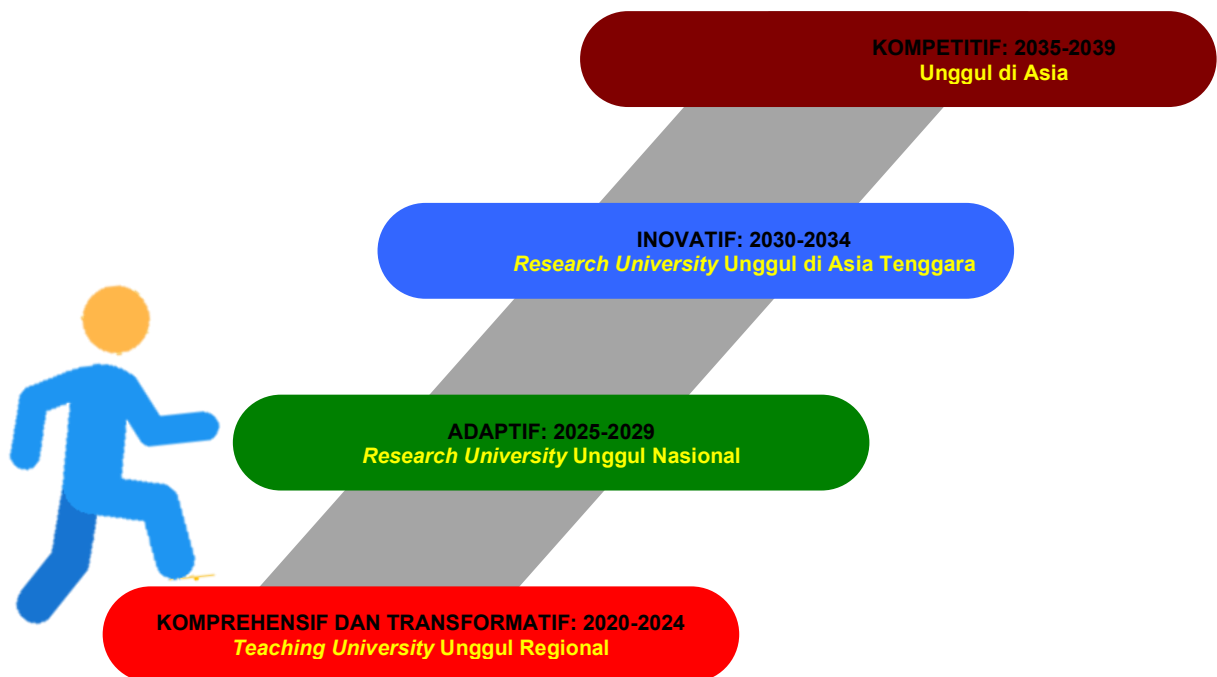 KOMPETITIF: 2035-2039
Unggul di Asia
INOVATIF: 2030-2034
Research University Unggul di Asia Tenggara
ADAPTIF: 2025-2029
Research University Unggul Nasional
KOMPREHENSIF DAN TRANSFORMATIF: 2020-2024
Teaching University Unggul Regional